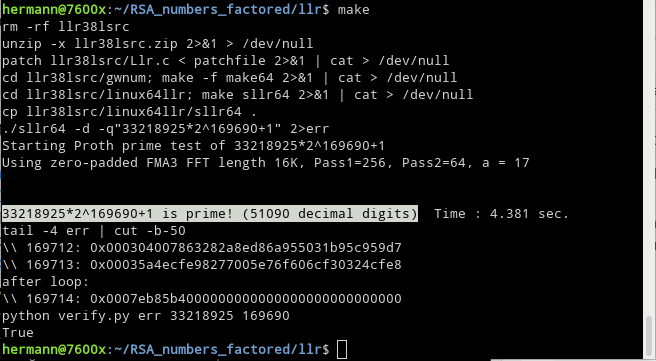 hermann@7600x:~/RSA_numbers_factored/llr$ make
rm -rf llr38lsrc
unzip -x llr38lsrc.zip 2>&1 > /dev/null
patch llr38lsrc/Llr.c < patchfile 2>&1 | cat > /dev/null
cd llr38lsrc/gwnum; make -f make64 2>&1 | cat > /dev/null
cd llr38lsrc/linux64llr; make sllr64 2>&1 | cat > /dev/null
cp llr38lsrc/linux64llr/sllr64 .
./sllr64 -d -q"33218925*2^169690+1" 2>err
Starting Proth prime test of 33218925*2^169690+1
Using zero-padded FMA3 FFT length 16K, Pass1=256, Pass2=64, a = 17
33218925*2^169690+1 is prime! (51090 decimal digits)  Time : 4.381 sec.
tail -4 err | cut -b-50
\\ 169712: 0x000304007863282a8ed86a955031b95c959d7
\\ 169713: 0x00035a4ecfe98277005e76f606cf30324cfe8
after loop:
\\ 169714: 0x0007eb85b4000000000000000000000000000
python verify.py err 33218925 169690
True
hermann@7600x:~/RSA_numbers_factored/llr$